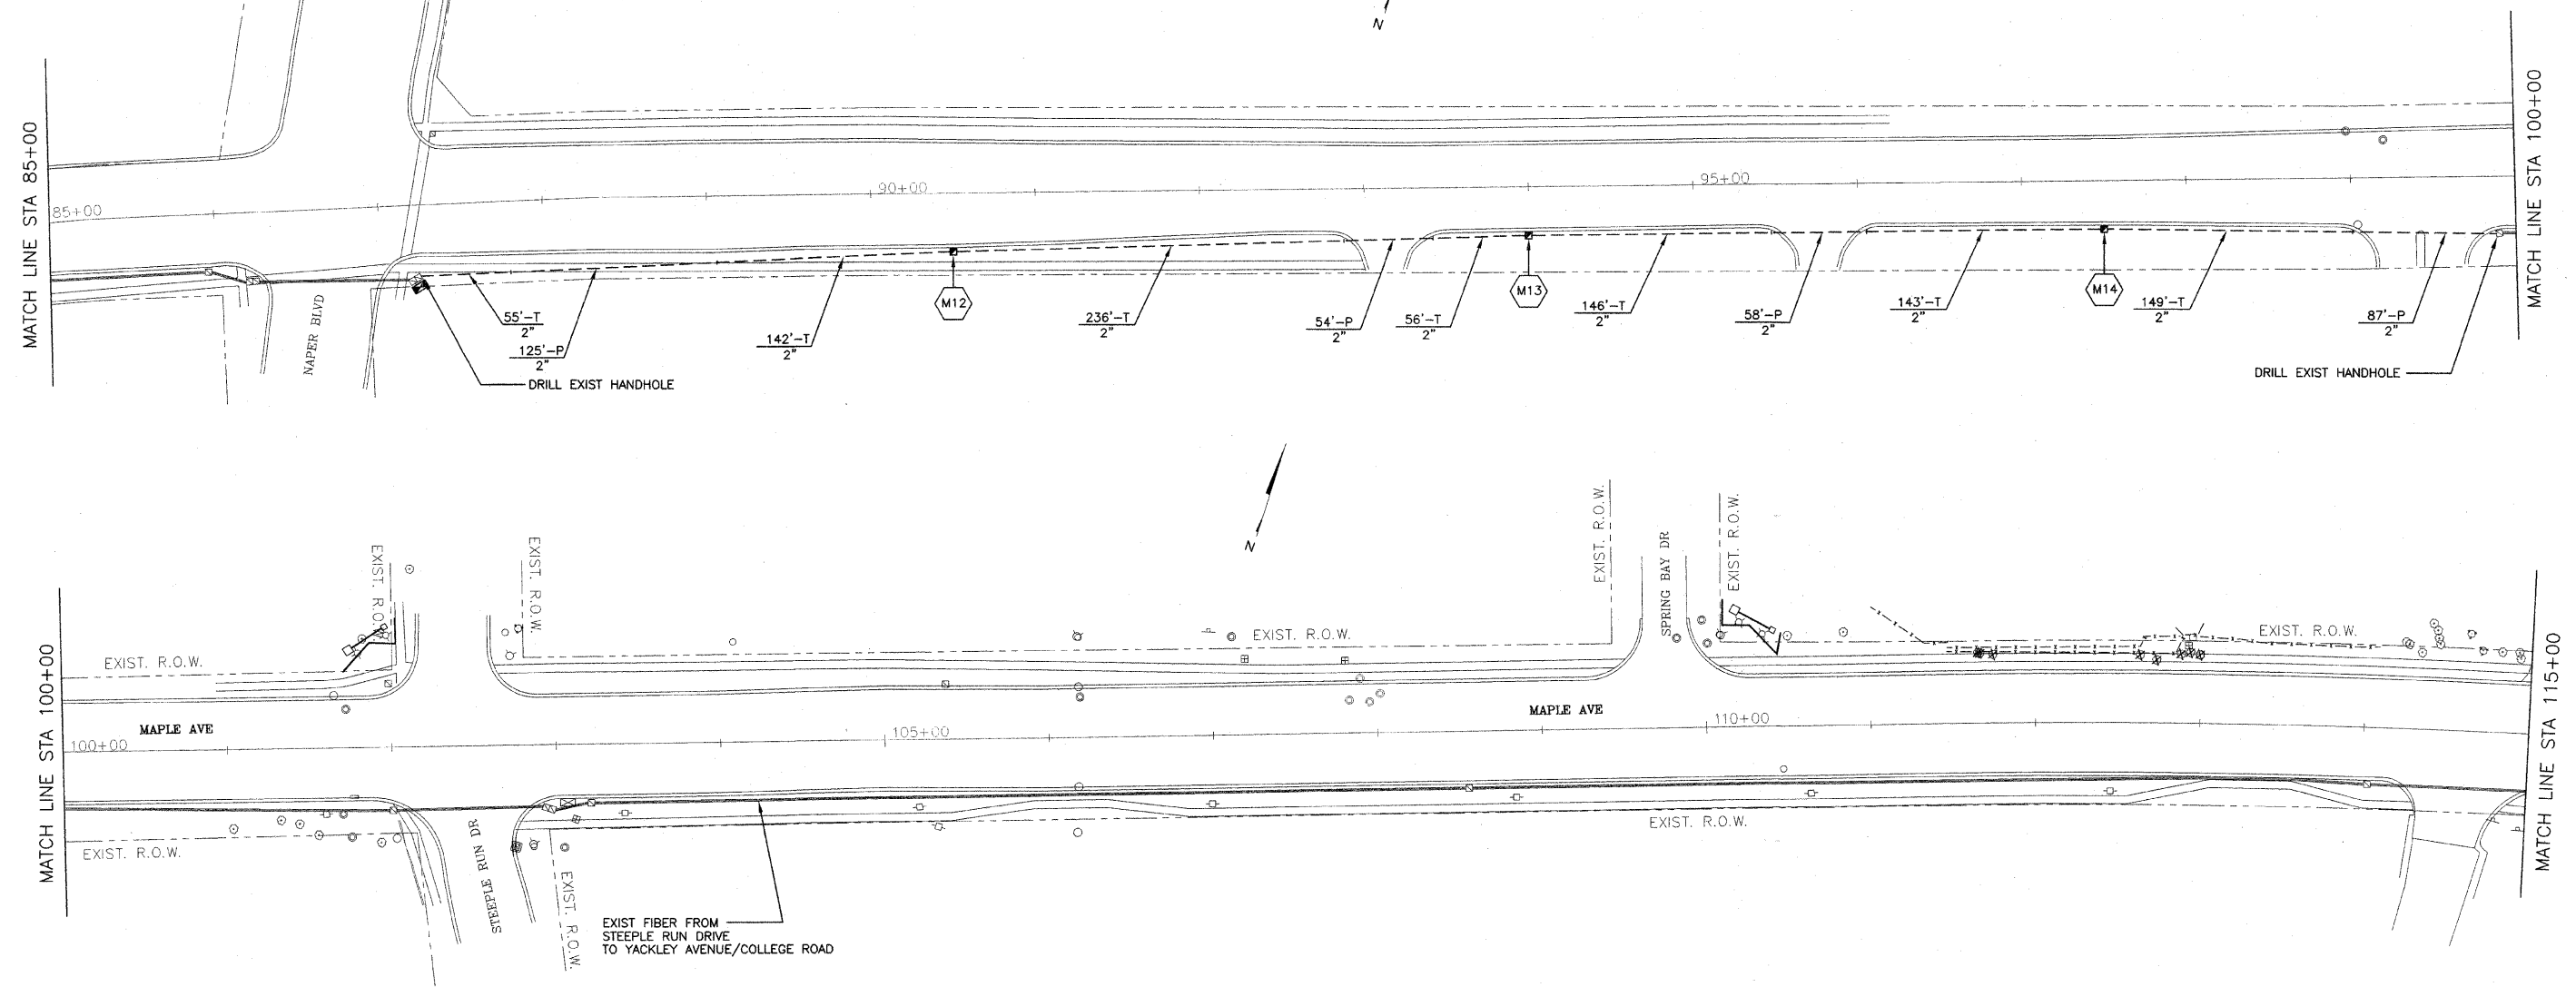 N
MATCH LINE STA 85+00
85+00
90+00
95+00
MATCH LINE STA 100+00
NAPER BLVD
55'-T
2"
125'-P
2"
142'-T
2"
M12
236'-T
2"
54'-P
2"
56'-T
2"
M13
146'-T
2"
58'-P
2"
143'-T
2"
M14
149'-T
2"
87'-P
2"
DRILL EXIST HANDHOLE
DRILL EXIST HANDHOLE
N
MATCH LINE STA 100+00
EXIST. R.O.W.
EXIST. R.O.W.
EXIST. R.O.W.
EXIST. R.O.W.
EXIST. R.O.W.
SPRING BAY DR
EXIST. R.O.W.
EXIST. R.O.W.
MAPLE AVE
100+00
105+00
MAPLE AVE
110+00
MATCH LINE STA 115+00
EXIST. R.O.W.
STEEPLE RUN DR
EXIST. R.O.W.
EXIST. R.O.W.
EXIST FIBER FROM
STEEPLE RUN DRIVE
TO YACKLEY AVENUE/COLLEGE ROAD